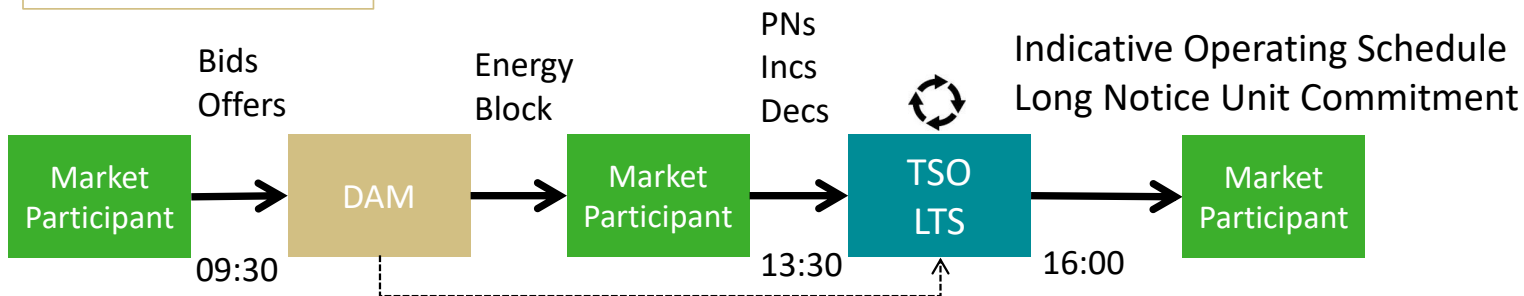 Bids
Offers
Energy
Block
PNs
Incs
Decs
Indicative Operating Schedule
Long Notice Unit Commitment
Market
Participant
DAM
Market
Participant
TSO
LTS
Market
Participant
09:30
13:30
16:00